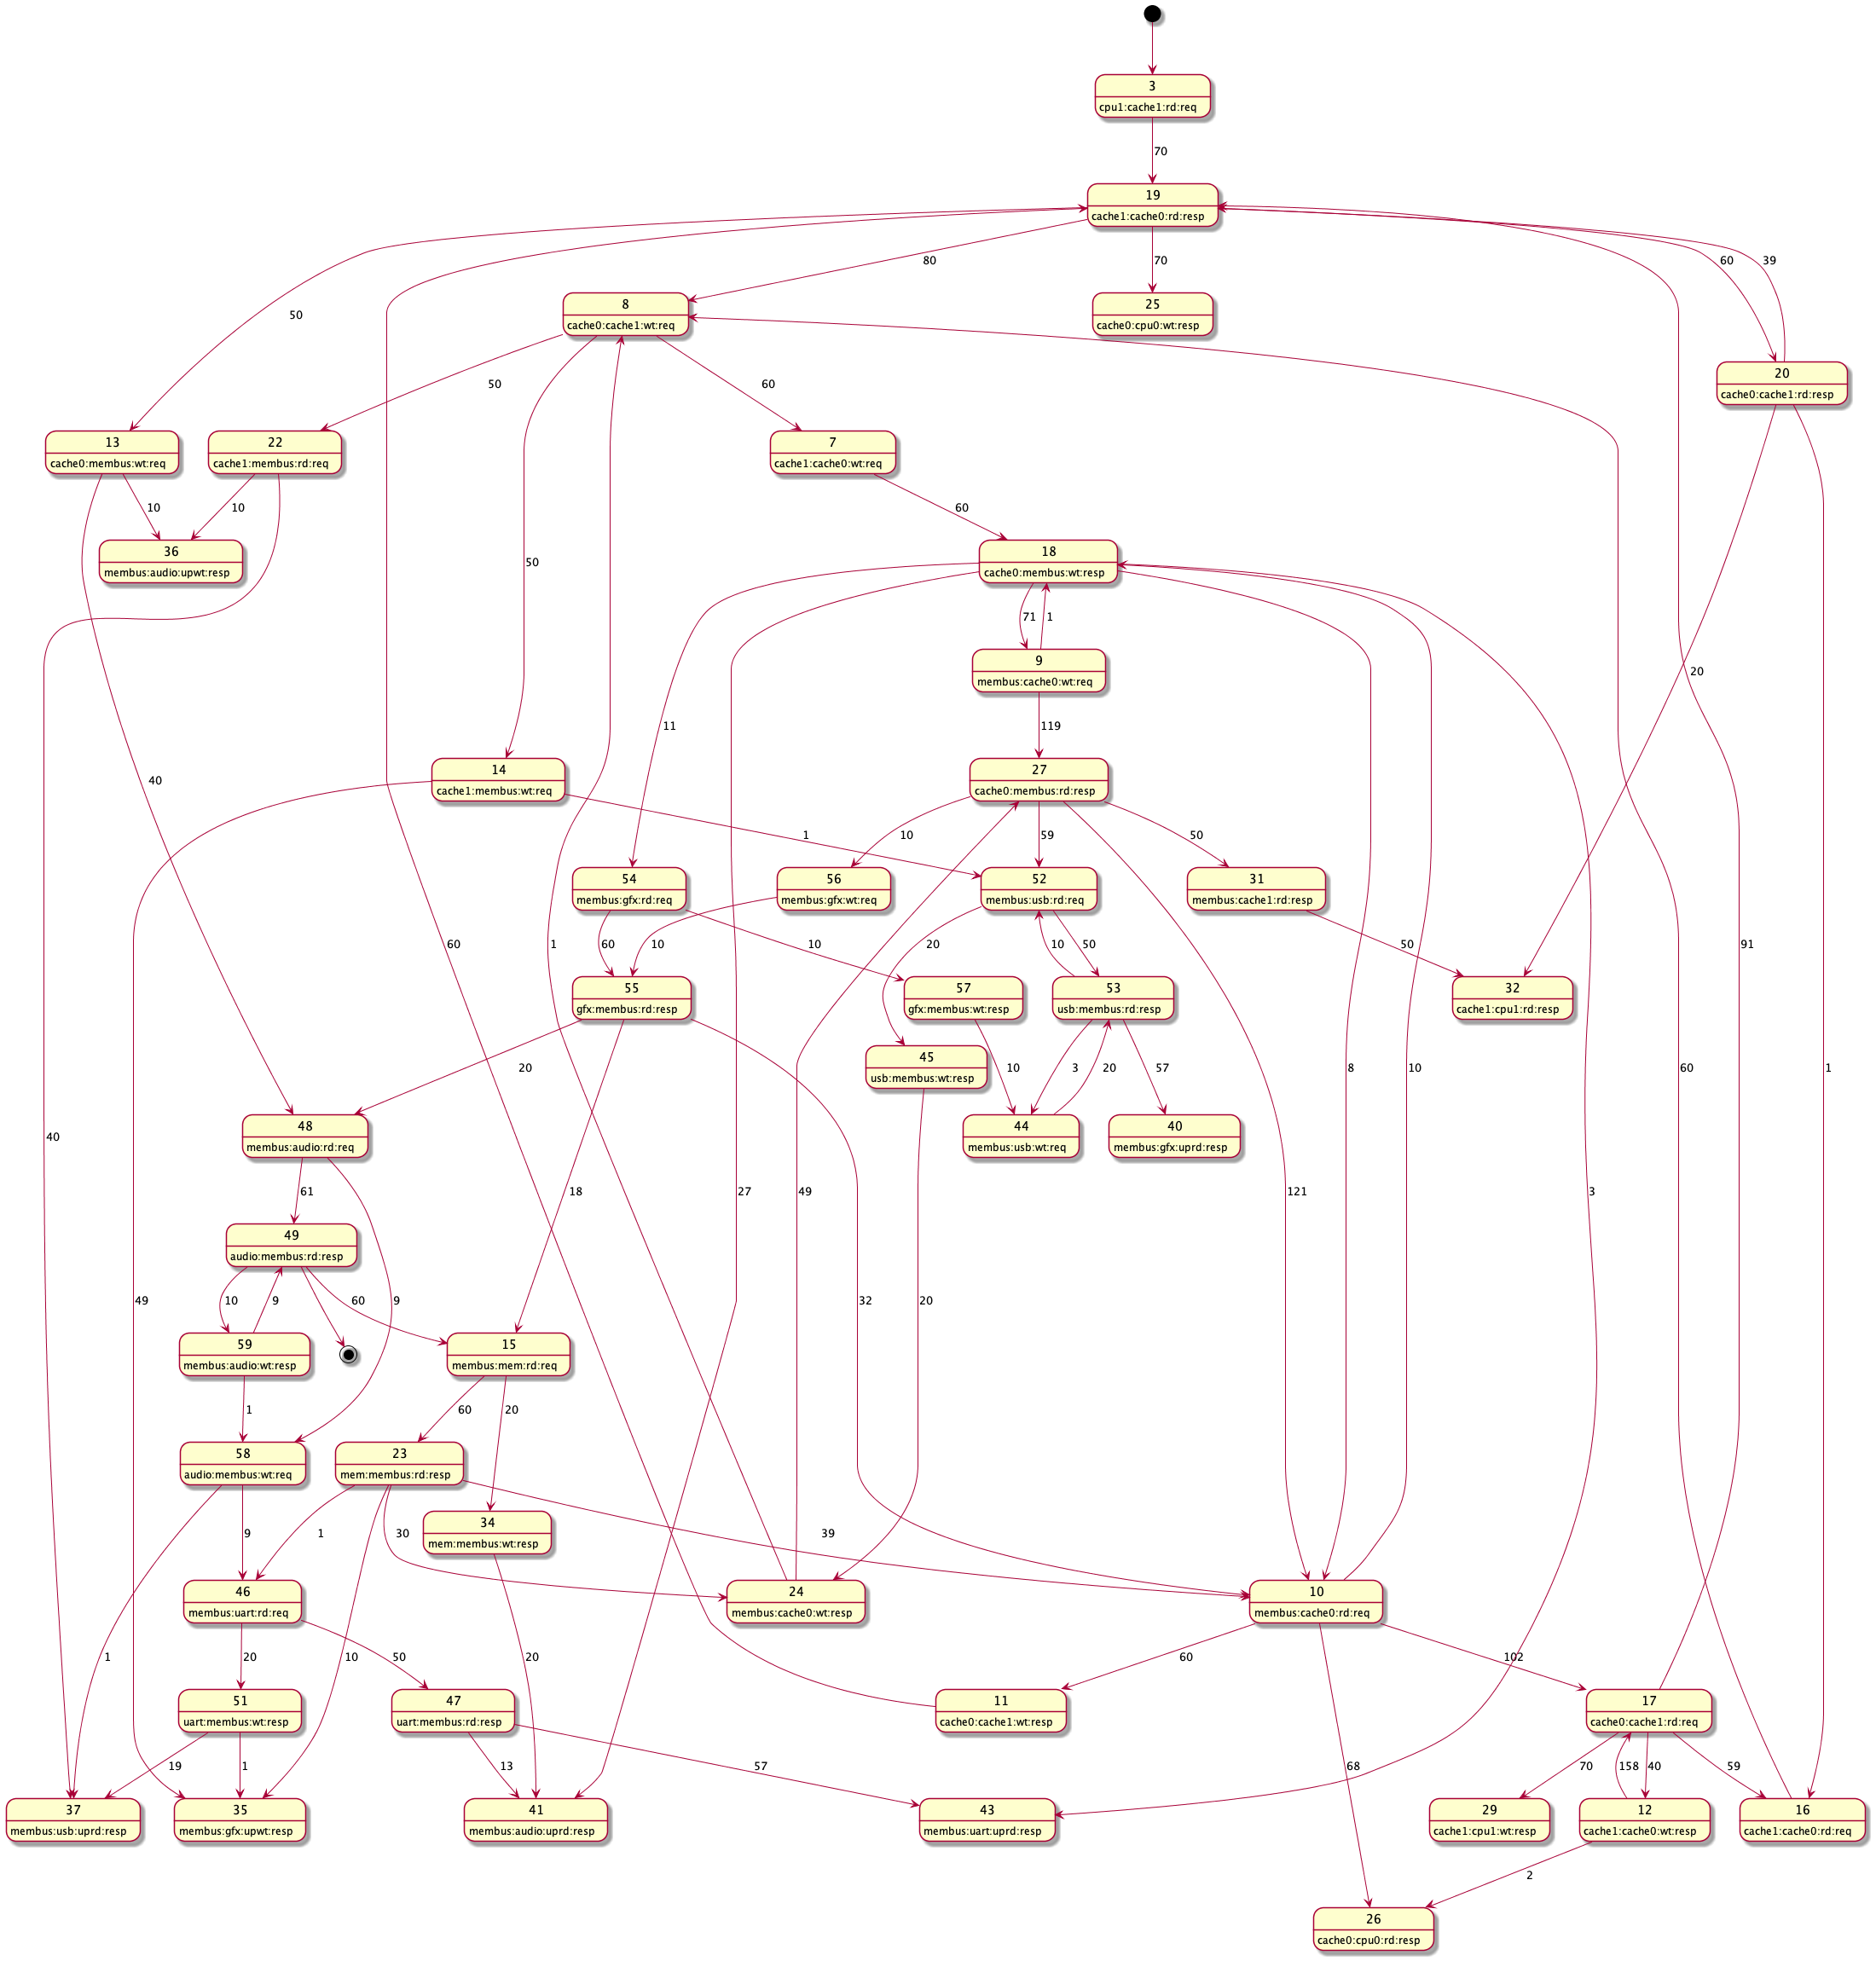 3
cpu1:cache1:rd:req
70
19
cache1:cache0:rd:resp
80
70
60
39
50
8
cache0:cache1:wt:req
25
cache0:cpu0:wt:resp
20
cache0:cache1:rd:resp
50
60
13
cache0:membus:wt:req
22
cache1:membus:rd:req
7
cache1:cache0:wt:req
10
10
60
36
membus:audio:upwt:resp
50
18
cache0:membus:wt:resp
71
1
9
membus:cache0:wt:req
20
11
119
14
cache1:membus:wt:req
27
cache0:membus:rd:resp
40
1
10
59
50
54
membus:gfx:rd:req
56
membus:gfx:wt:req
52
membus:usb:rd:req
31
membus:cache1:rd:resp
60
1
60
10
10
20
10
50
50
91
55
gfx:membus:rd:resp
57
gfx:membus:wt:resp
53
usb:membus:rd:resp
32
cache1:cpu1:rd:resp
45
usb:membus:wt:resp
20
10
3
20
57
8
10
60
1
48
membus:audio:rd:req
44
membus:usb:wt:req
40
membus:gfx:uprd:resp
40
61
18
27
49
121
3
49
audio:membus:rd:resp
49
10
9
60
9
32
20
59
membus:audio:wt:resp
15
membus:mem:rd:req
1
60
20
58
audio:membus:wt:req
23
mem:membus:rd:resp
9
1
30
39
34
mem:membus:wt:resp
46
membus:uart:rd:req
24
membus:cache0:wt:resp
10
membus:cache0:rd:req
1
20
50
10
20
60
102
51
uart:membus:wt:resp
47
uart:membus:rd:resp
11
cache0:cache1:wt:resp
17
cache0:cache1:rd:req
19
1
13
57
68
70
158
40
59
37
membus:usb:uprd:resp
35
membus:gfx:upwt:resp
41
membus:audio:uprd:resp
43
membus:uart:uprd:resp
29
cache1:cpu1:wt:resp
12
cache1:cache0:wt:resp
16
cache1:cache0:rd:req
2
26
cache0:cpu0:rd:resp